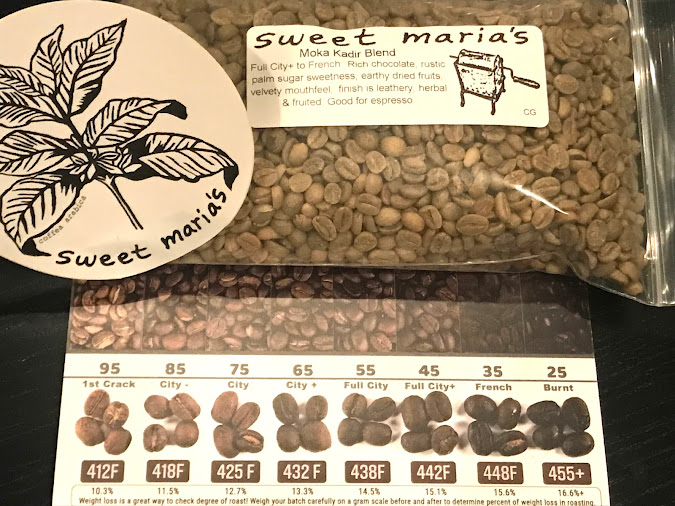 sweet maria's
Moka Kadir Blend
Full City+ to French. Rich chocolate, rustic
palm sugar sweetness, earthy dried fruits
velvety mouthfeel, finish is leathery, herbal
& fruited. Good for espresso
CG
coffea arabica
sweet maria's
95 85 75 65 55 45 35 25
1st Crack City - City City + Full City Full City+ French Burnt
412F 418F 425 F 432 F 438F 442F 448F 455+
10.3% 11.5% 12.7% 13.3% 14.5% 15.1% 15.6% 16.6%+
Weight loss is a great way to check degree of roast! Weigh your batch carefully on a gram scale before and after to determine percent of weight loss in roasting.